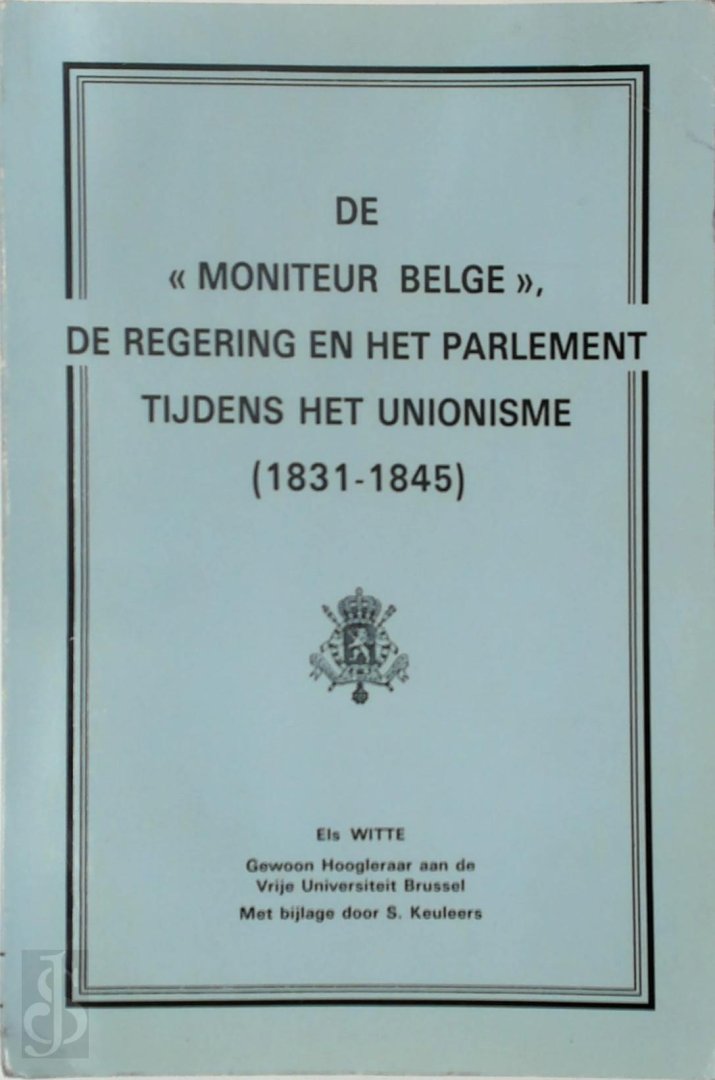 DE
« MONITEUR BELGE »,
DE REGERING EN HET PARLEMENT
TIJDENS HET UNIONISME
(1831-1845)
Els WITTE
Gewoon Hoogleraar aan de
Vrije Universiteit Brussel
Met bijlage door S. Keuleers